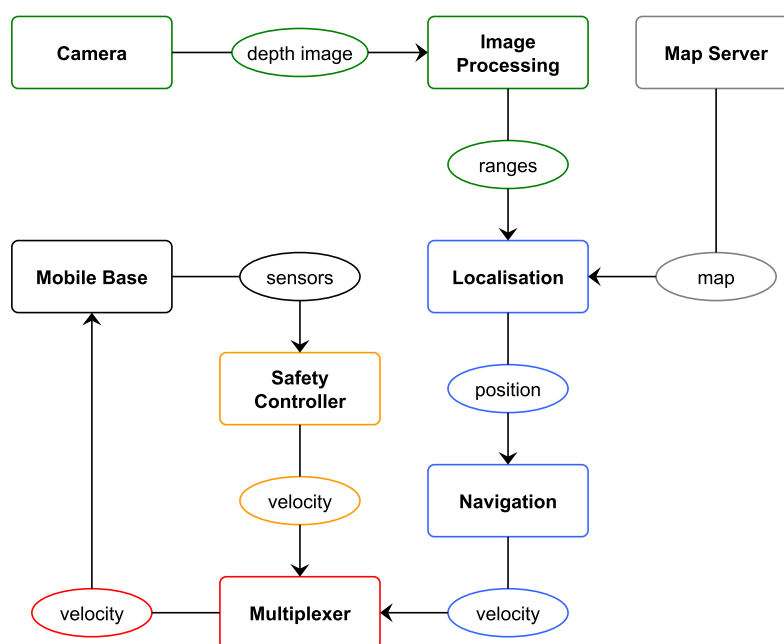 Camera
depth image
Image
Processing
Map Server
ranges
Mobile Base
sensors
Localisation
map
Safety
Controller
position
velocity
Navigation
velocity
Multiplexer
velocity